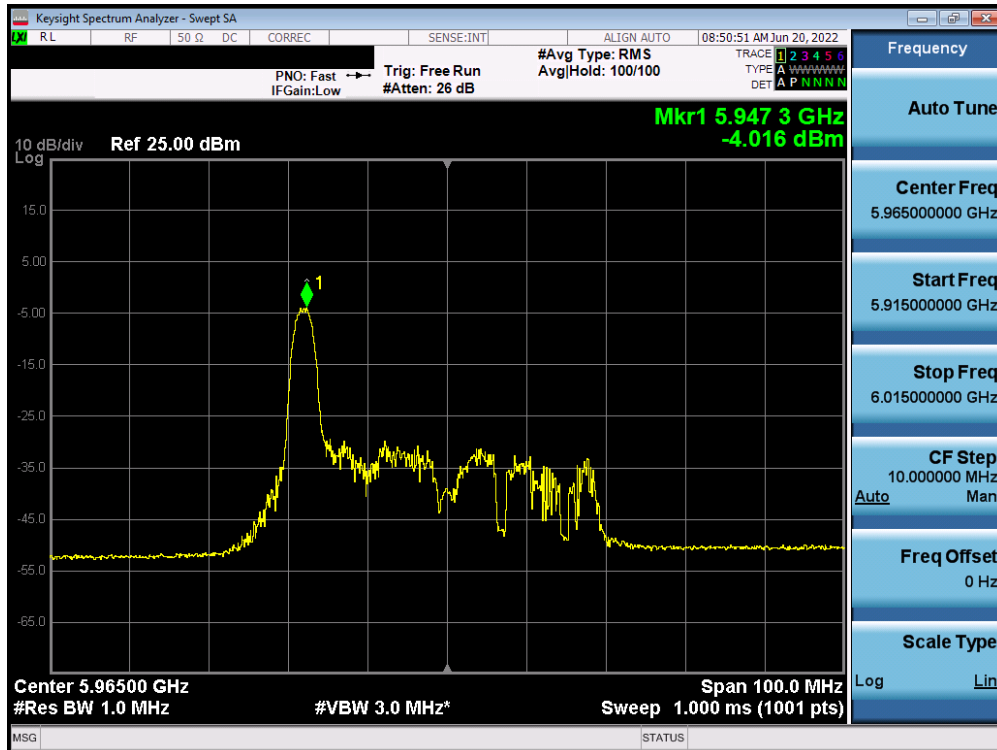 Keysight Spectrum Analyzer - Swept SA
LXI RL RF 50 Ω DC CORREC SENSE:INT ALIGN AUTO 08:50:51 AM Jun 20, 2022
PNO: Fast Trig: Free Run #Avg Type: RMS TRACE 1 2 3 4 5 6
IFGain:Low #Atten: 26 dB Avg|Hold: 100/100 TYPE A WWWWW
DET A P N N N N
Mkr1 5.947 3 GHz
-4.016 dBm
10 dB/div Ref 25.00 dBm
Log
15.0
5.00
1
-5.00
-15.0
-25.0
-35.0
-45.0
-55.0
-65.0
Center 5.96500 GHz Span 100.0 MHz
#Res BW 1.0 MHz #VBW 3.0 MHz* Sweep 1.000 ms (1001 pts)
MSG STATUS
Frequency
Auto Tune
Center Freq
5.965000000 GHz
Start Freq
5.915000000 GHz
Stop Freq
6.015000000 GHz
CF Step
10.000000 MHz
Auto Man
Freq Offset
0 Hz
Scale Type
Log Lin